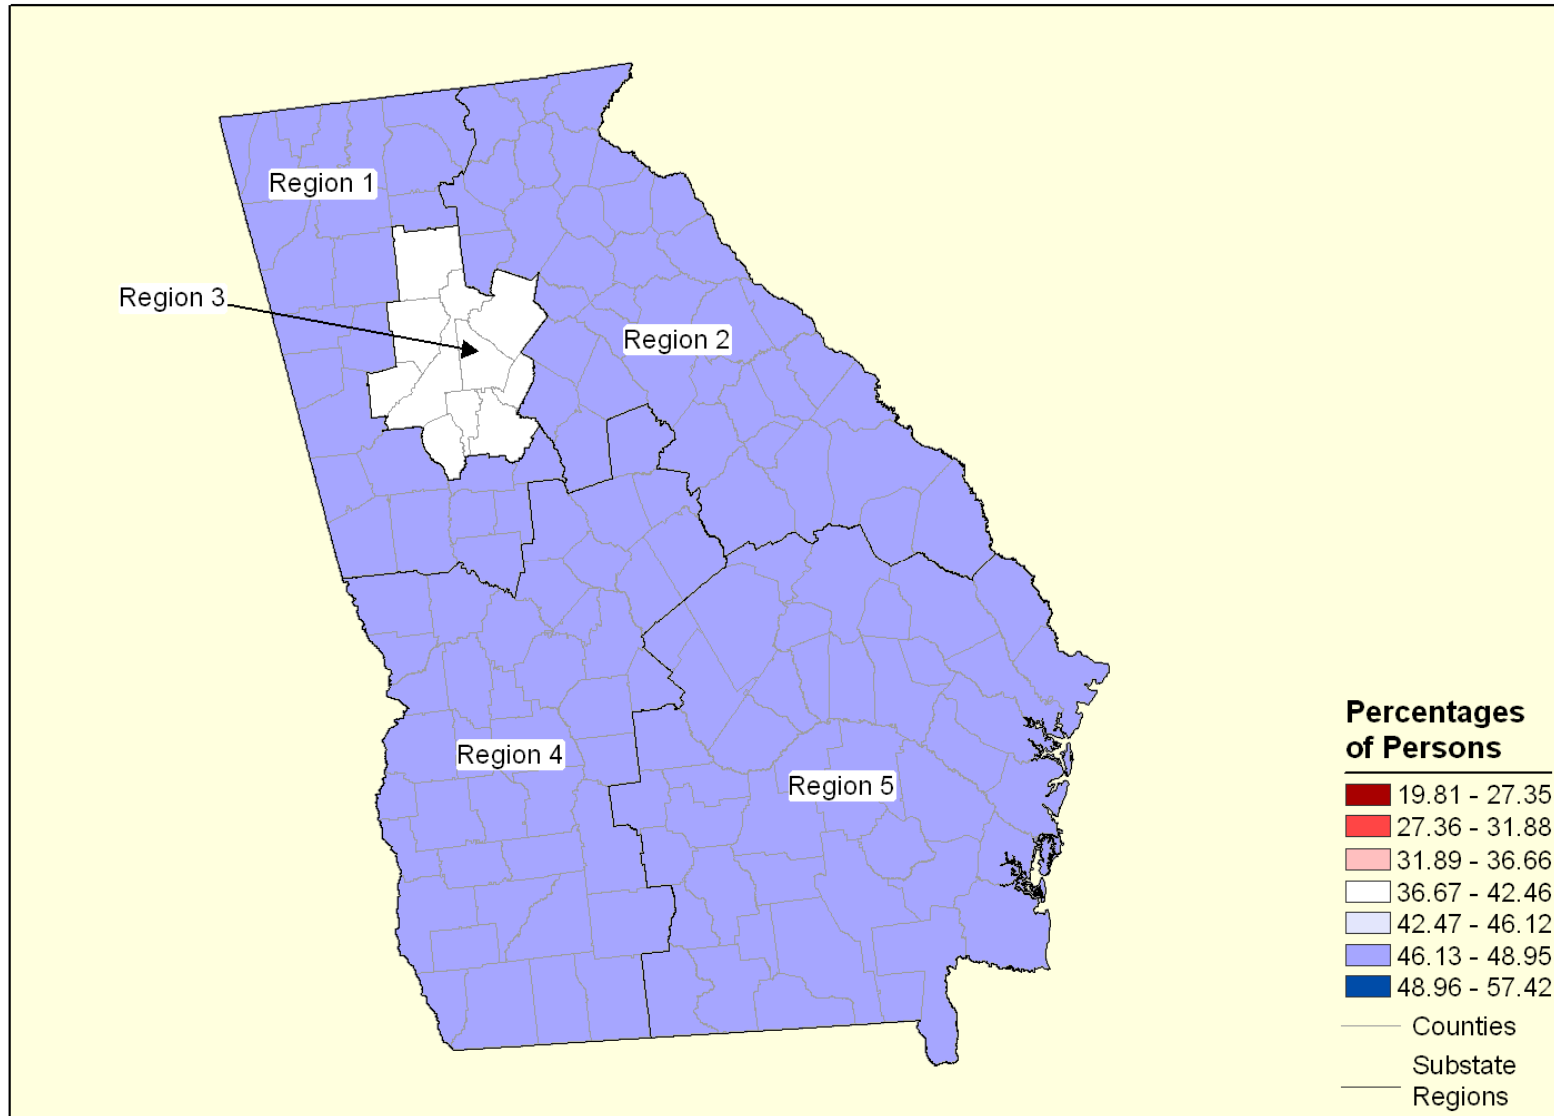 Region 1
Region 3
Region 2
Region 4
Region 5
Percentages
of Persons
19.81 - 27.35
27.36 - 31.88
31.89 - 36.66
36.67 - 42.46
42.47 - 46.12
46.13 - 48.95
48.96 - 57.42
Counties
Substate
Regions